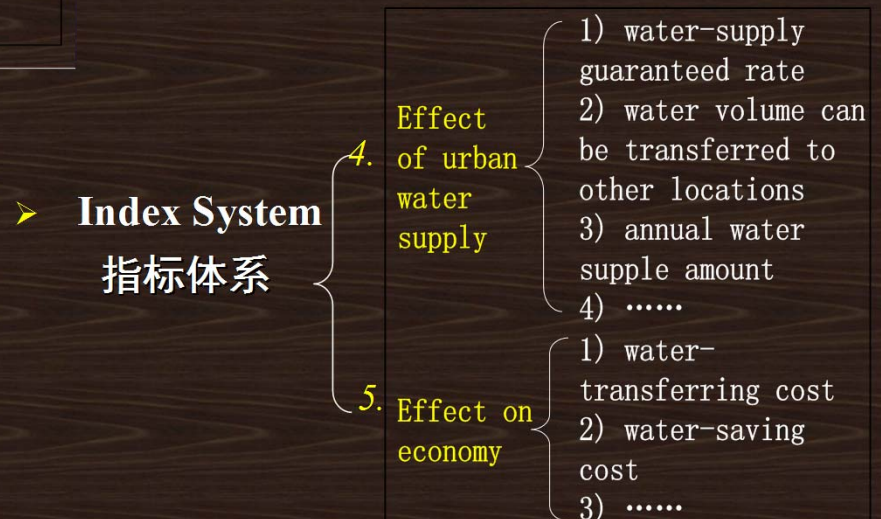 ➢ Index System
指标体系
4. Effect
of urban
water
supply
1) water-supply
guaranteed rate
2) water volume can
be transferred to
other locations
3) annual water
supple amount
4) ……
5. Effect on
economy
1) water-
transferring cost
2) water-saving
cost
3) ……